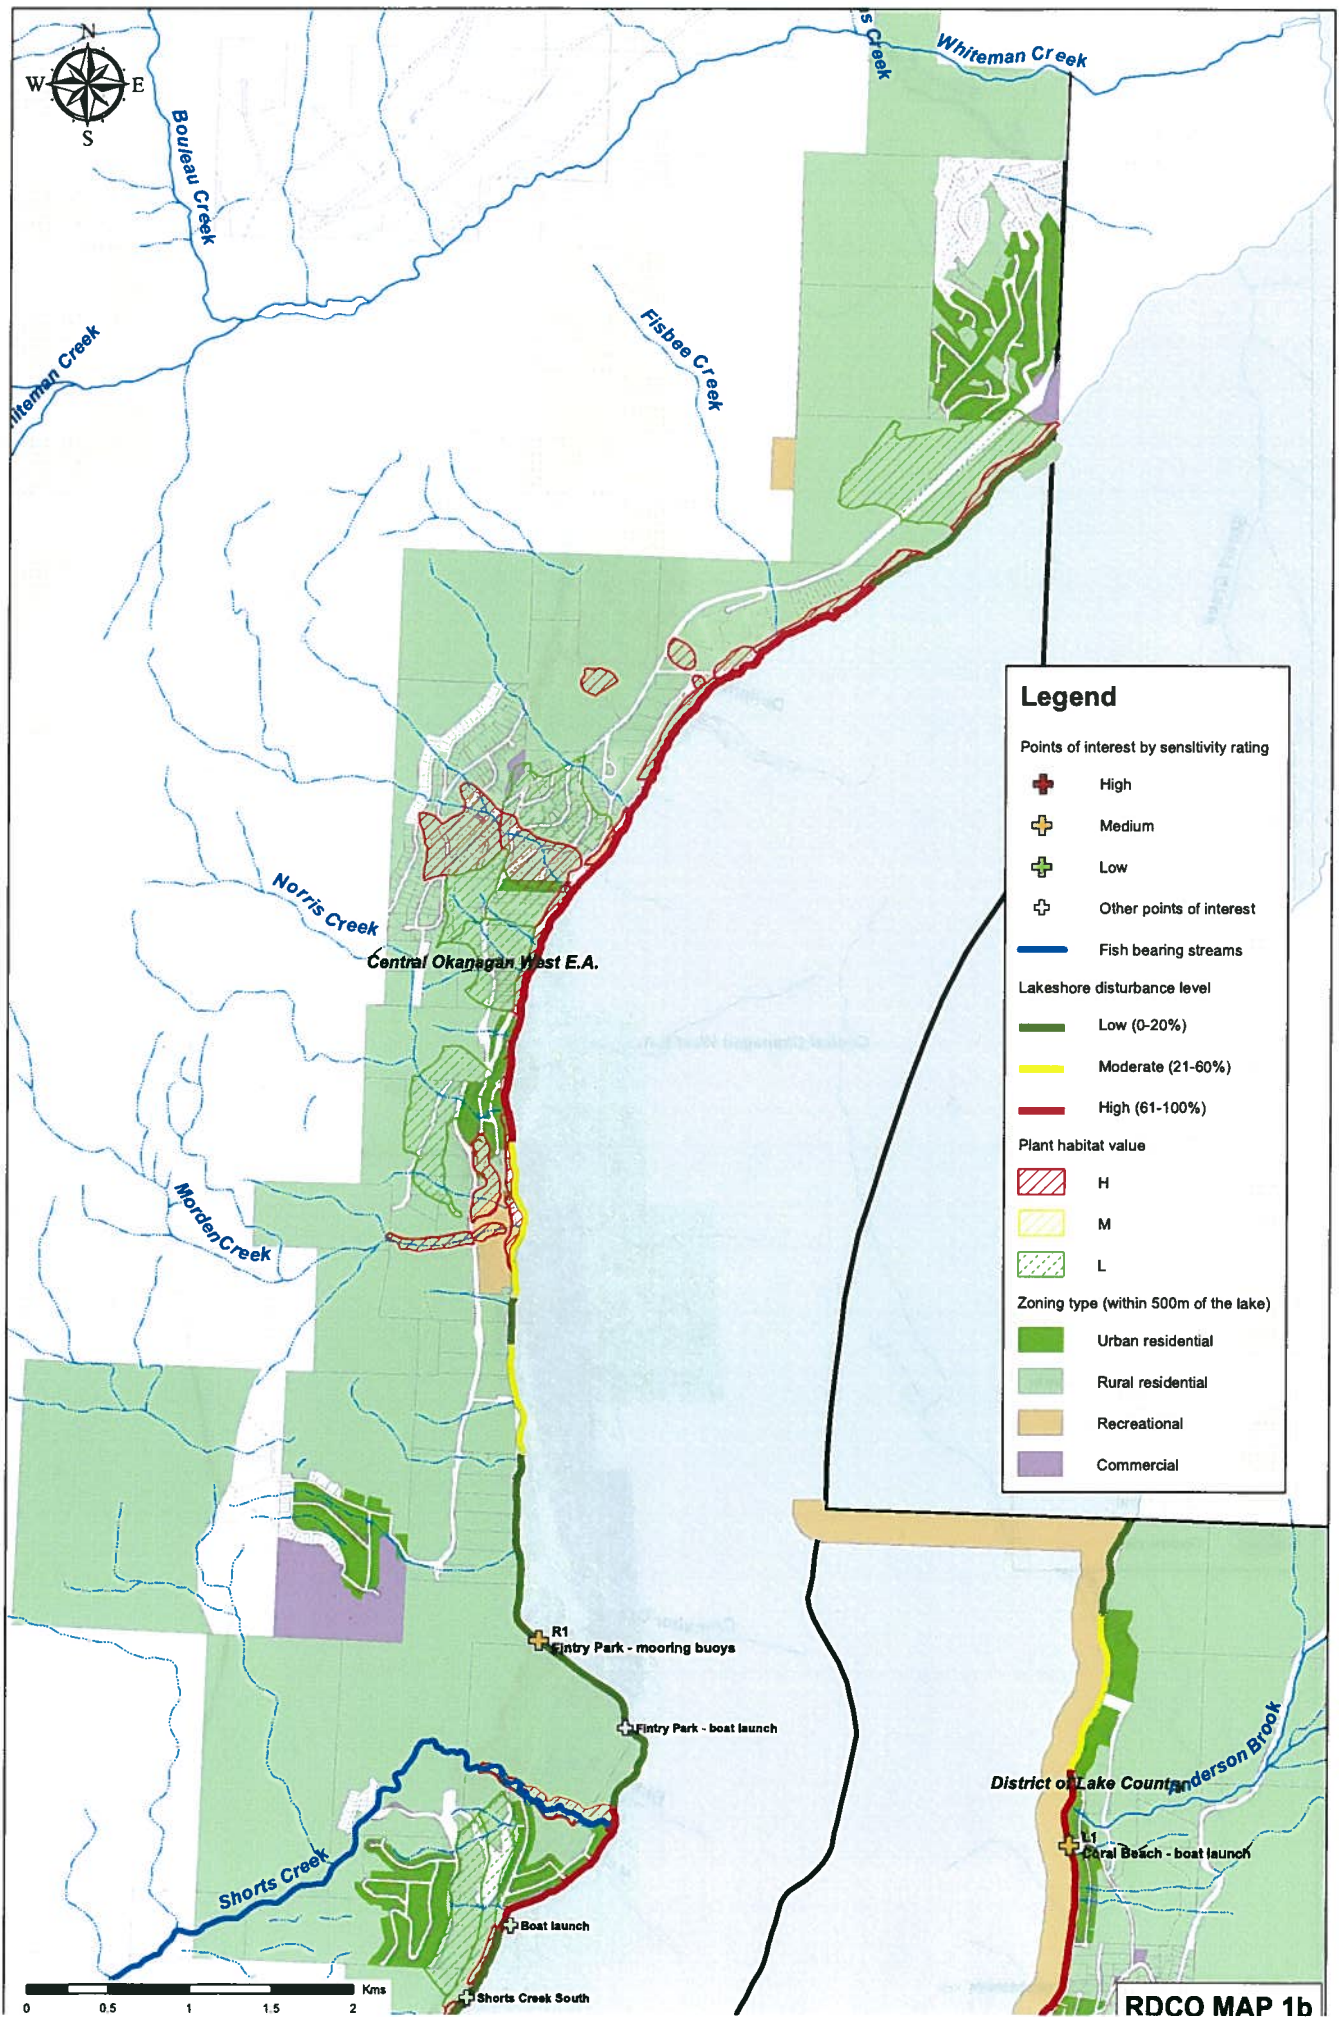 N
W E
S
s Creek
Whiteman Creek
Bouleau Creek
Fisbee Creek
hiteman Creek
Norris Creek
Central Okanagan West E.A.
Morden Creek
Legend
Points of interest by sensitivity rating
High
Medium
Low
Other points of interest
Fish bearing streams
Lakeshore disturbance level
Low (0-20%)
Moderate (21-60%)
High (61-100%)
Plant habitat value
H
M
L
Zoning type (within 500m of the lake)
Urban residential
Rural residential
Recreational
Commercial
R1
Fintry Park - mooring buoys
Fintry Park - boat launch
Anderson Brook
District of Lake Country
L1
Coral Beach - boat launch
Shorts Creek
Boat launch
Shorts Creek South
Kms
0 0.5 1 1.5 2
RDCO MAP 1b